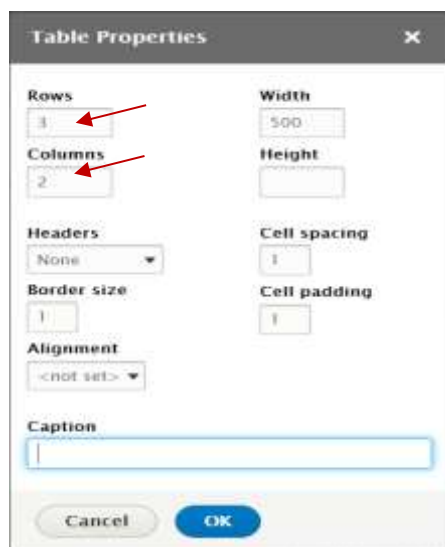 Table Properties ×
Rows Width
3 500
Columns Height
2
Headers Cell spacing
None 1
Border size Cell padding
1 1
Alignment
<not set>
Caption
Cancel OK